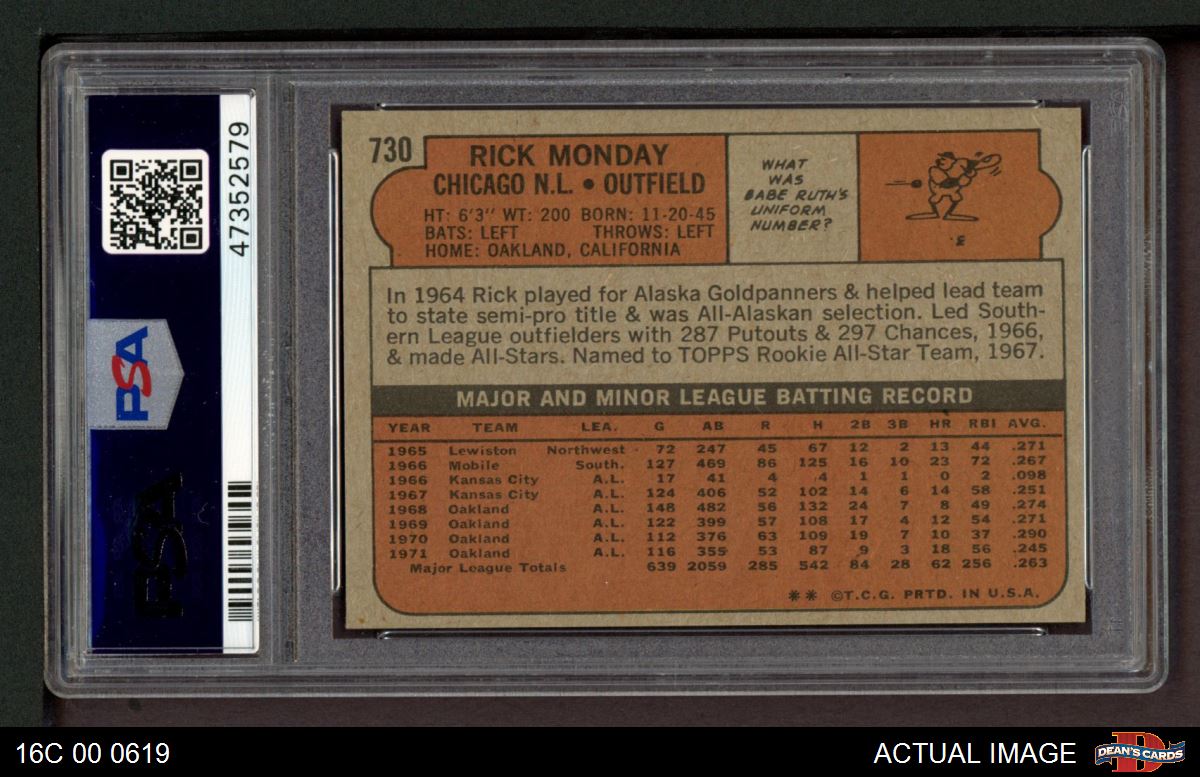 PSA
47352579
PSA
730
RICK MONDAY
CHICAGO N.L. • OUTFIELD
HT: 6'3" WT: 200 BORN: 11-20-45
BATS: LEFT THROWS: LEFT
HOME: OAKLAND, CALIFORNIA
WHAT
WAS
BABE RUTH'S
UNIFORM
NUMBER?
3
In 1964 Rick played for Alaska Goldpanners & helped lead team
to state semi-pro title & was All-Alaskan selection. Led South-
ern League outfielders with 287 Putouts & 297 Chances, 1966,
& made All-Stars. Named to TOPPS Rookie All-Star Team, 1967.
MAJOR AND MINOR LEAGUE BATTING RECORD
YEAR TEAM LEA. G AB R H 2B 3B HR RBI AVG.
1965 Lewiston Northwest 72 247 45 67 12 2 13 44 .271
1966 Mobile South. 127 469 86 125 16 10 23 72 .267
1966 Kansas City A.L. 17 41 4 4 1 1 0 2 .098
1967 Kansas City A.L. 124 406 52 102 14 6 14 58 .251
1968 Oakland A.L. 148 482 56 132 24 7 8 49 .274
1969 Oakland A.L. 122 399 57 108 17 4 12 54 .271
1970 Oakland A.L. 112 376 63 109 19 7 10 37 .290
1971 Oakland A.L. 116 355 53 87 9 3 18 56 .245
Major League Totals 639 2059 285 542 84 28 62 256 .263
** ©T.C.G. PRTD. IN U.S.A.
16C 00 0619
ACTUAL IMAGE
DEAN'S CARDS